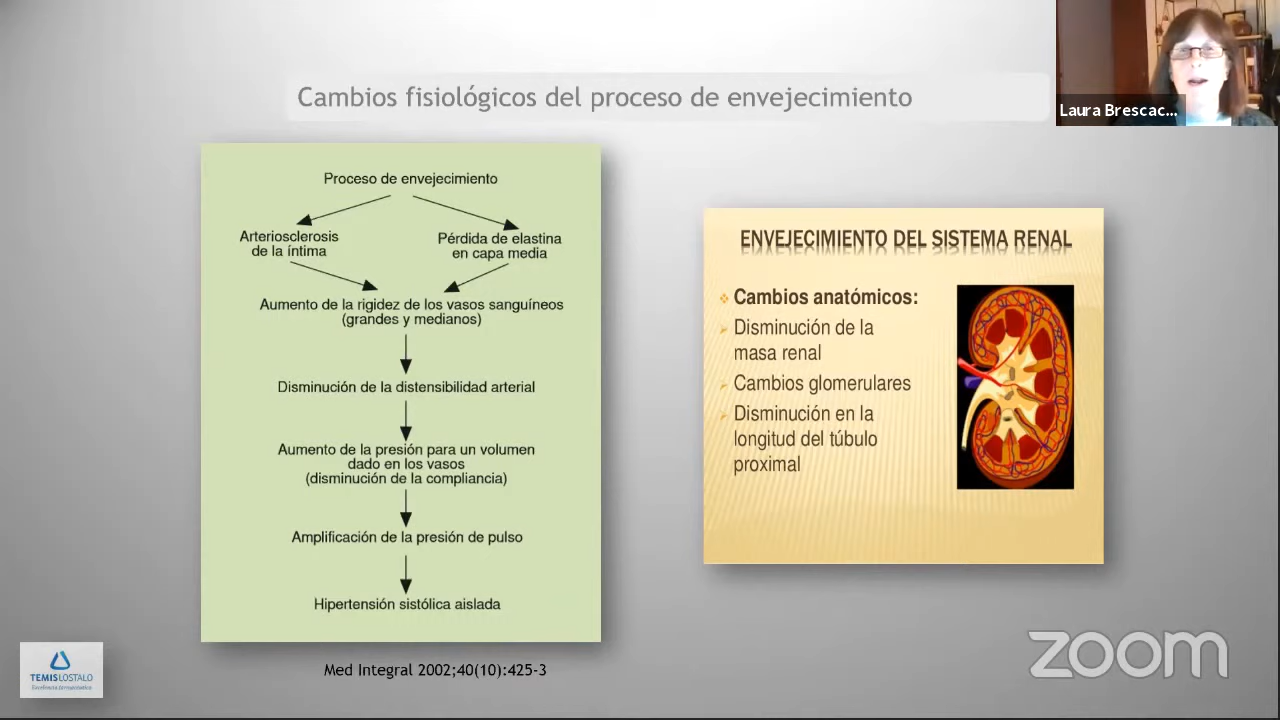 Cambios fisiológicos del proceso de envejecimiento
Laura Brescac...
Proceso de envejecimiento
Arteriosclerosis
de la íntima
Pérdida de elastina
en capa media
Aumento de la rigidez de los vasos sanguíneos
(grandes y medianos)
Disminución de la distensibilidad arterial
Aumento de la presión para un volumen
dado en los vasos
(disminución de la compliancia)
Amplificación de la presión de pulso
Hipertensión sistólica aislada
Med Integral 2002;40(10):425-3
ENVEJECIMIENTO DEL SISTEMA RENAL
Cambios anatómicos:
Disminución de la
masa renal
Cambios glomerulares
Disminución en la
longitud del túbulo
proximal
TEMISLOSTALO
Excelencia farmacéutica
zoom